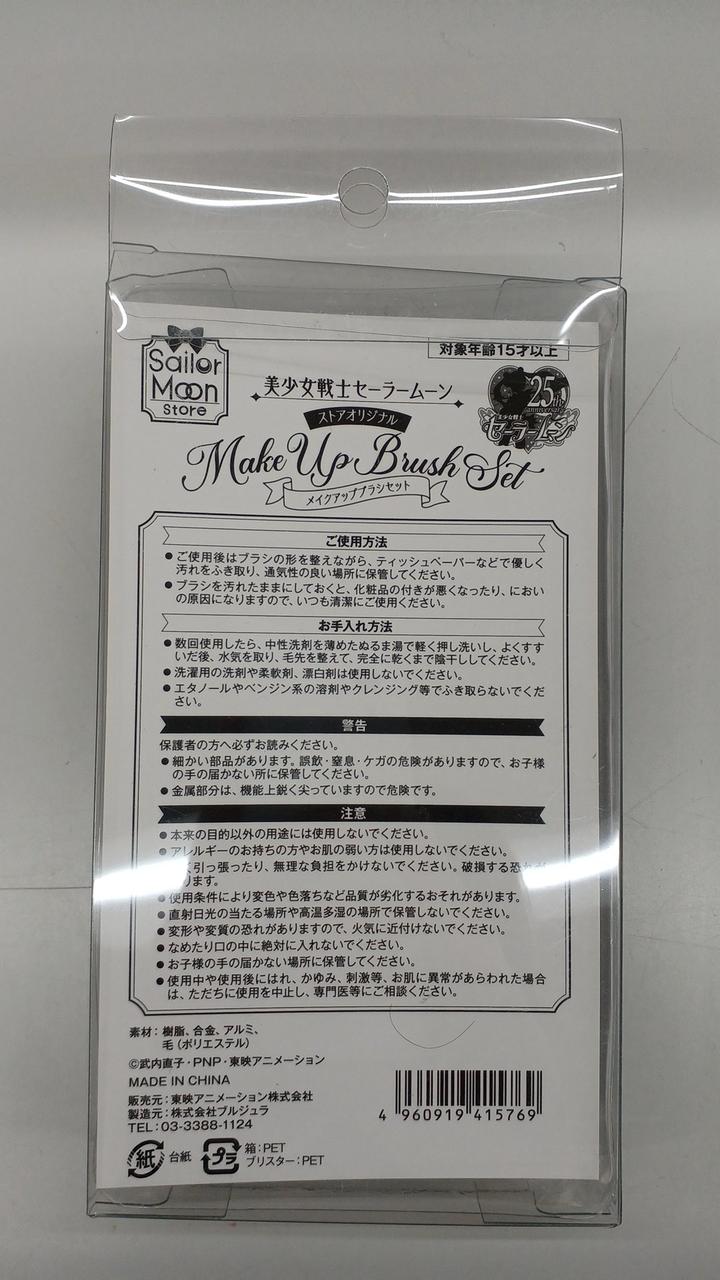 Sailor
Moon
Store
対象年齢15才以上
美少女戦士セーラームーン
25th
anniversary
美少女戦士
セーラームーン
ストアオリジナル
Make Up Brush Set
メイクアップブラシセット
ご使用方法
●ご使用後はブラシの形を整えながら、ティッシュペーパーなどで優しく
汚れをふき取り、通気性の良い場所に保管してください。
●ブラシを汚れたままにしておくと、化粧品の付きが悪くなったり、におい
の原因になりますので、いつも清潔にご使用ください。
お手入れ方法
●数回使用したら、中性洗剤を薄めたぬるま湯で軽く押し洗いし、よくすす
いだ後、水気を取り、毛先を整えて、完全に乾くまで陰干ししてください。
●洗濯用の洗剤や柔軟剤、漂白剤は使用しないでください。
●エタノールやベンジン系の溶剤やクレンジング等でふき取らないでくだ
さい。
警告
保護者の方へ必ずお読みください。
●細かい部品があります。誤飲・窒息・ケガの危険がありますので、お子様
の手の届かない所に保管してください。
●金属部分は、機能上鋭く尖っていますので危険です。
注意
●本来の目的以外の用途には使用しないでください。
●アレルギーのお持ちの方やお肌の弱い方は使用しないでください。
く引っ張ったり、無理な負担をかけないでください。破損する恐れが
ります。
●使用条件により変色や色落ちなど品質が劣化するおそれがあります。
●直射日光の当たる場所や高温多湿の場所で保管しないでください。
●変形や変質の恐れがありますので、火気に近付けないでください。
●なめたり口の中に絶対に入れないでください。
●お子様の手の届かない場所に保管してください。
●使用中や使用後にはれ、かゆみ、刺激等、お肌に異常があらわれた場合
は、ただちに使用を中止し、専門医等にご相談ください。
素材：樹脂、合金、アルミ、
毛（ポリエステル）
©武内直子・PNP・東映アニメーション
MADE IN CHINA
販売元：東映アニメーション株式会社
製造元：株式会社ブルジュラ
TEL：03-3388-1124
4 960919 415769
紙 台紙
プラ 箱：PET
ブリスター：PET